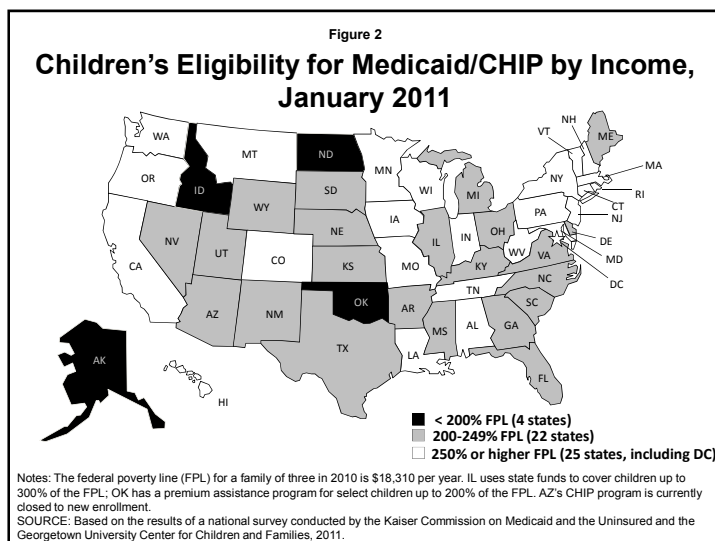 Figure 2
Children's Eligibility for Medicaid/CHIP by Income,
January 2011
WA
OR
CA
NV
ID
MT
WY
UT
AZ
CO
NM
ND
SD
NE
KS
OK
TX
MN
IA
MO
AR
LA
WI
IL
MI
IN
OH
KY
TN
MS
AL
GA
FL
SC
NC
VA
WV
PA
NY
VT
NH
ME
MA
RI
CT
NJ
DE
MD
DC
AK
HI
< 200% FPL (4 states)
200-249% FPL (22 states)
250% or higher FPL (25 states, including DC)
Notes: The federal poverty line (FPL) for a family of three in 2010 is $18,310 per year. IL uses state funds to cover children up to
300% of the FPL; OK has a premium assistance program for select children up to 200% of the FPL. AZ's CHIP program is currently
closed to new enrollment.
SOURCE: Based on the results of a national survey conducted by the Kaiser Commission on Medicaid and the Uninsured and the
Georgetown University Center for Children and Families, 2011.